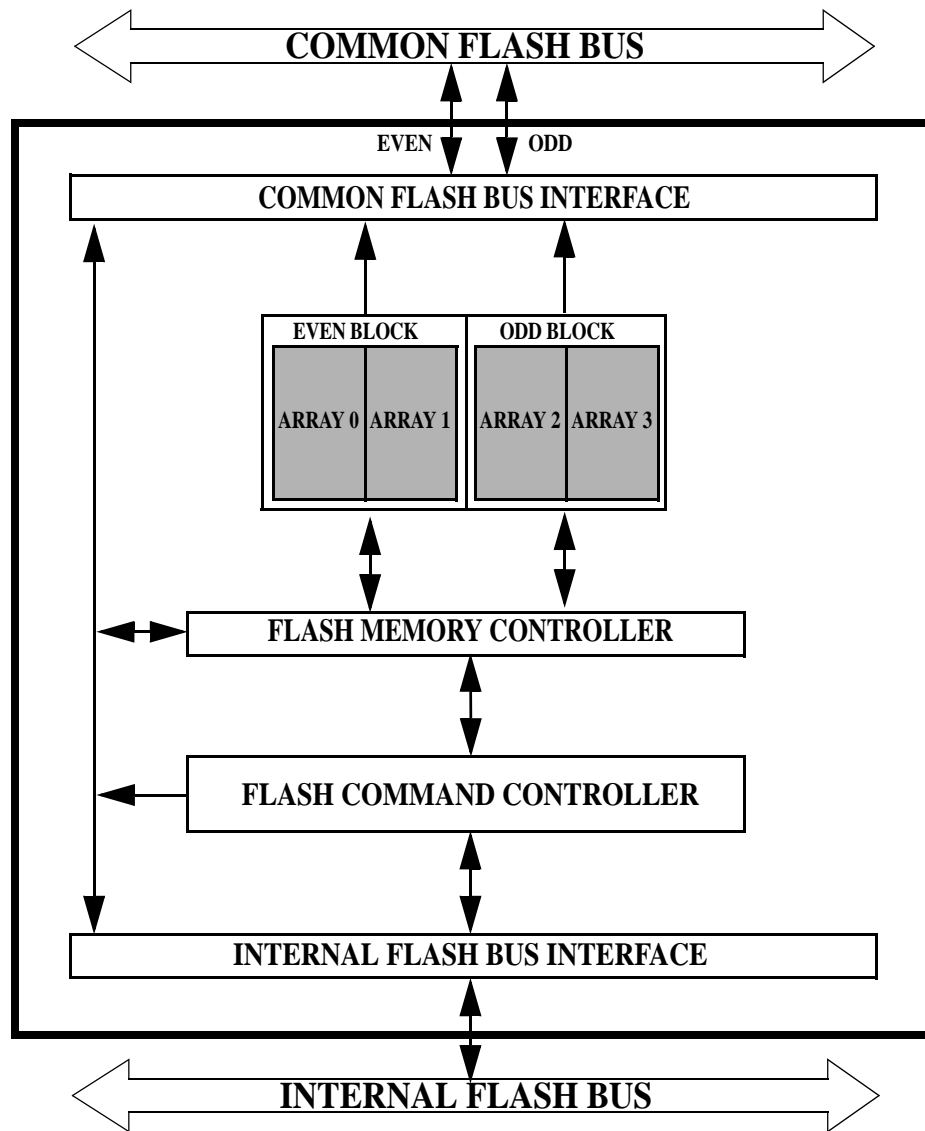 COMMON FLASH BUS
EVEN ODD
COMMON FLASH BUS INTERFACE
EVEN BLOCK ODD BLOCK
ARRAY 0 ARRAY 1 ARRAY 2 ARRAY 3
FLASH MEMORY CONTROLLER
FLASH COMMAND CONTROLLER
INTERNAL FLASH BUS INTERFACE
INTERNAL FLASH BUS